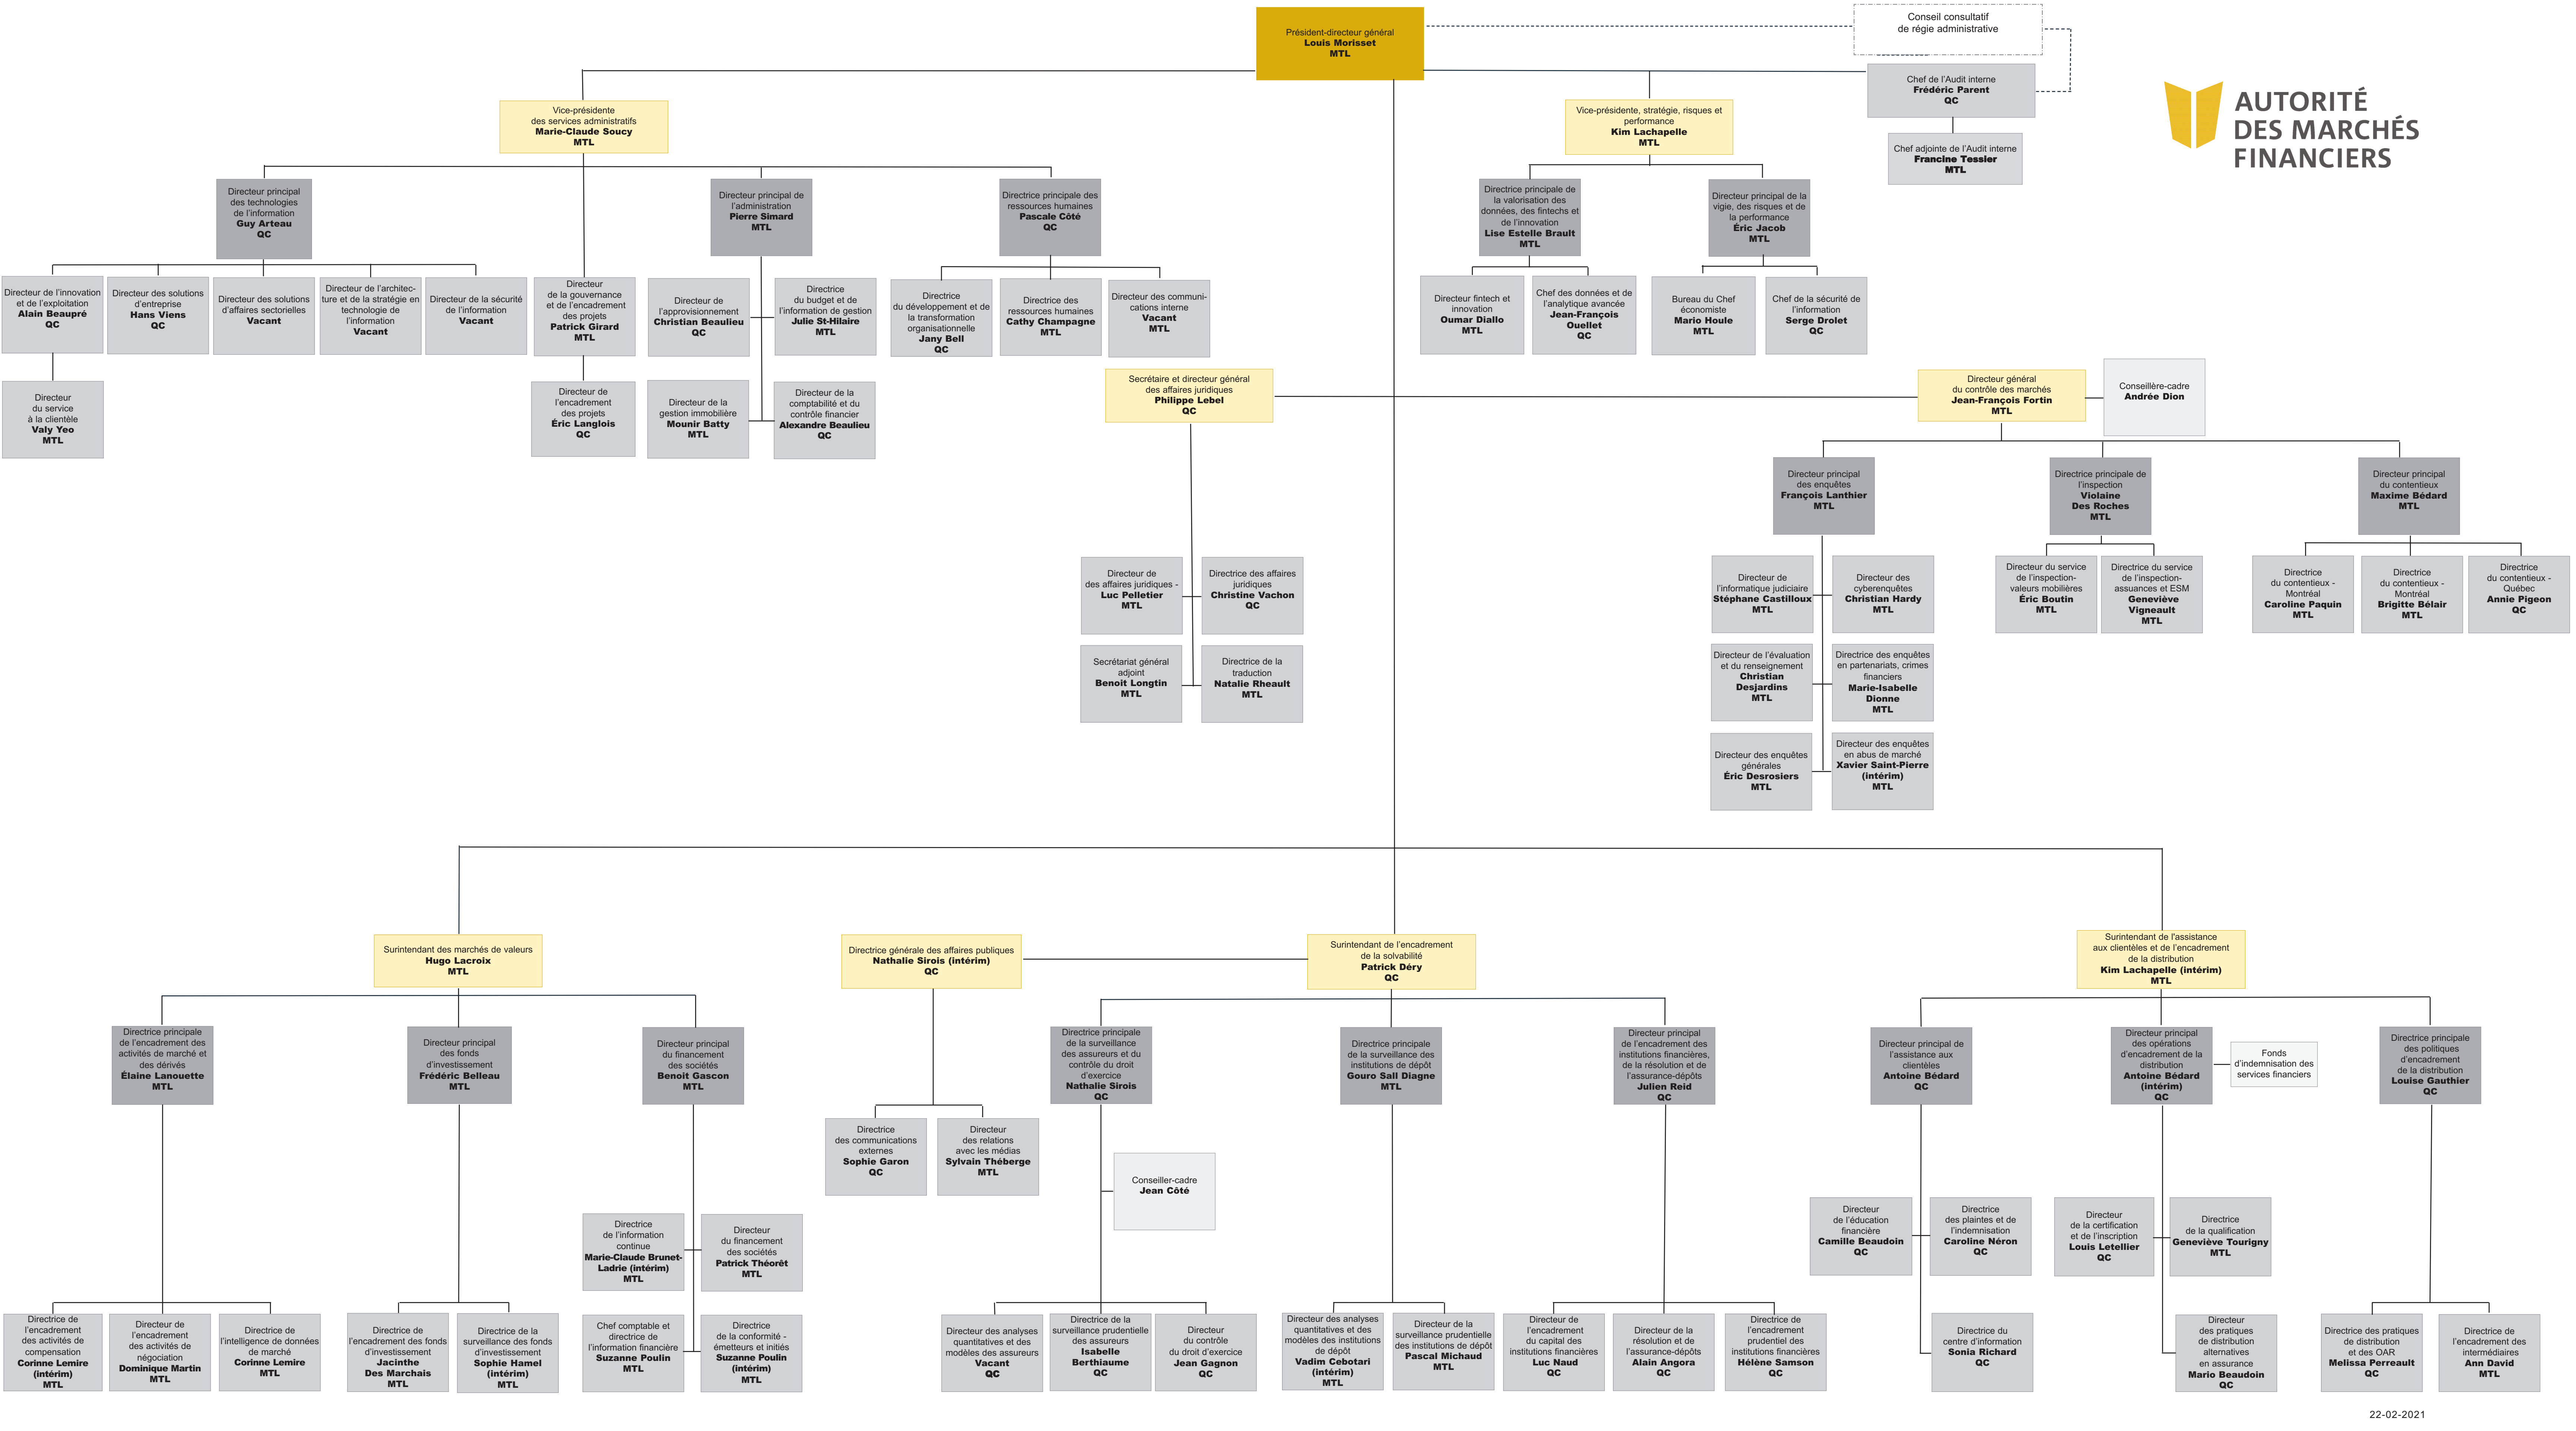 Président-directeur général
Louis Morisset
MTL
Conseil consultatif
de régie administrative
Chef de l'Audit interne
Frédéric Parent
QC
Chef adjointe de l'Audit interne
Francine Tessier
MTL
AUTORITÉ
DES MARCHÉS
FINANCIERS
Vice-présidente
des services administratifs
Marie-Claude Soucy
MTL
Vice-présidente, stratégie, risques et
performance
Kim Lachapelle
MTL
Directeur principal
des technologies
de l'information
Guy Arteau
QC
Directeur principal de
l'administration
Pierre Simard
MTL
Directrice principale des
ressources humaines
Pascale Côté
QC
Directrice principale de
la valorisation des
données, des fintechs et
de l'innovation
Lise Estelle Brault
MTL
Directeur principal de la
vigie, des risques et de
la performance
Éric Jacob
MTL
Directeur de l'innovation
et de l'exploitation
Alain Beaupré
QC
Directeur des solutions
d'entreprise
Hans Viens
QC
Directeur des solutions
d'affaires sectorielles
Vacant
Directeur de l'architec-
ture et de la stratégie en
technologie de
l'information
Vacant
Directeur de la sécurité
de l'information
Vacant
Directeur
de la gouvernance
et de l'encadrement
des projets
Patrick Girard
MTL
Directeur de
l'approvisionnement
Christian Beaulieu
QC
Directrice
du budget et de
l'information de gestion
Julie St-Hilaire
MTL
Directrice
du développement et de
la transformation
organisationnelle
Jany Bell
QC
Directrice des
ressources humaines
Cathy Champagne
MTL
Directeur des communi-
cations interne
Vacant
MTL
Directeur fintech et
innovation
Oumar Diallo
MTL
Chef des données et de
l'analytique avancée
Jean-François
Ouellet
QC
Bureau du Chef
économiste
Mario Houle
MTL
Chef de la sécurité de
l'information
Serge Drolet
QC
Directeur
du service
à la clientèle
Valy Yeo
MTL
Directeur de
l'encadrement
des projets
Éric Langlois
QC
Directeur de la
gestion immobilière
Mounir Batty
MTL
Directeur de la
comptabilité et du
contrôle financier
Alexandre Beaulieu
QC
Secrétaire et directeur général
des affaires juridiques
Philippe Lebel
QC
Directeur général
du contrôle des marchés
Jean-François Fortin
MTL
Conseillère-cadre
Andrée Dion
Directeur principal
des enquêtes
François Lanthier
MTL
Directrice principale de
l'inspection
Violaine
Des Roches
MTL
Directeur principal
du contentieux
Maxime Bédard
MTL
Directeur de
des affaires juridiques -
Luc Pelletier
MTL
Directrice des affaires
juridiques
Christine Vachon
QC
Secrétariat général
adjoint
Benoit Longtin
MTL
Directrice de la
traduction
Natalie Rheault
MTL
Directeur de
l'informatique judiciaire
Stéphane Castilloux
MTL
Directeur des
cyberenquêtes
Christian Hardy
MTL
Directeur du service
de l'inspection-
valeurs mobilières
Éric Boutin
MTL
Directrice du service
de l'inspection-
assuances et ESM
Geneviève
Vigneault
MTL
Directrice
du contentieux -
Montréal
Caroline Paquin
MTL
Directrice
du contentieux -
Montréal
Brigitte Bélair
MTL
Directrice
du contentieux -
Québec
Annie Pigeon
QC
Directeur de l'évaluation
et du renseignement
Christian
Desjardins
MTL
Directrice des enquêtes
en partenariats, crimes
financiers
Marie-Isabelle
Dionne
MTL
Directeur des enquêtes
générales
Éric Desrosiers
MTL
Directeur des enquêtes
en abus de marché
Xavier Saint-Pierre
(intérim)
MTL
Surintendant des marchés de valeurs
Hugo Lacroix
MTL
Directrice générale des affaires publiques
Nathalie Sirois (intérim)
QC
Surintendant de l'encadrement
de la solvabilité
Patrick Déry
QC
Surintendant de l'assistance
aux clientèles et de l'encadrement
de la distribution
Kim Lachapelle (intérim)
MTL
Directrice principale
de l'encadrement des
activités de marché et
des dérivés
Élaine Lanouette
MTL
Directeur principal
des fonds
d'investissement
Frédéric Belleau
MTL
Directeur principal
du financement
des sociétés
Benoit Gascon
MTL
Directrice principale
de la surveillance
des assureurs et du
contrôle du droit
d'exercice
Nathalie Sirois
QC
Directrice principale
de la surveillance des
institutions de dépôt
Gouro Sall Diagne
MTL
Directeur principal
de l'encadrement des
institutions financières,
de la résolution et de
l'assurance-dépôts
Julien Reid
QC
Directeur principal de
l'assistance aux
clientèles
Antoine Bédard
QC
Directeur principal
des opérations
d'encadrement de la
distribution
Antoine Bédard
(intérim)
QC
Fonds
d'indemnisation des
services financiers
Directrice principale
des politiques
d'encadrement
de la distribution
Louise Gauthier
QC
Directrice
des communications
externes
Sophie Garon
QC
Directeur
des relations
avec les médias
Sylvain Théberge
MTL
Conseiller-cadre
Jean Côté
Directrice
de l'information
continue
Marie-Claude Brunet-
Ladrie (intérim)
MTL
Directeur
du financement
des sociétés
Patrick Théorêt
MTL
Directeur
de l'éducation
financière
Camille Beaudoin
QC
Directrice
des plaintes et de
l'indemnisation
Caroline Néron
QC
Directeur
de la certification
et de l'inscription
Louis Letellier
QC
Directrice
de la qualification
Geneviève Tourigny
MTL
Directrice de
l'encadrement
des activités de
compensation
Corinne Lemire
(intérim)
MTL
Directeur de
l'encadrement
des activités de
négociation
Dominique Martin
MTL
Directrice de
l'intelligence de données
de marché
Corinne Lemire
MTL
Directrice de
l'encadrement des fonds
d'investissement
Jacinthe
Des Marchais
MTL
Directrice de la
surveillance des fonds
d'investissement
Sophie Hamel
(intérim)
MTL
Chef comptable et
directrice de
l'information financière
Suzanne Poulin
MTL
Directrice
de la conformité -
émetteurs et initiés
Suzanne Poulin
(intérim)
MTL
Directeur des analyses
quantitatives et des
modèles des assureurs
Vacant
QC
Directrice de la
surveillance prudentielle
des assureurs
Isabelle
Berthiaume
QC
Directeur
du contrôle
du droit d'exercice
Jean Gagnon
QC
Directeur des analyses
quantitatives et des
modèles des institutions
de dépôt
Vadim Cebotari
(intérim)
MTL
Directeur de la
surveillance prudentielle
des institutions de dépôt
Pascal Michaud
MTL
Directeur de
l'encadrement
du capital des
institutions financières
Luc Naud
QC
Directeur de la
résolution et de
l'assurance-dépôts
Alain Angora
QC
Directrice de
l'encadrement
prudentiel des
institutions financières
Hélène Samson
QC
Directrice du
centre d'information
Sonia Richard
QC
Directeur
des pratiques
de distribution
alternatives
en assurance
Mario Beaudoin
QC
Directrice des pratiques
de distribution
et des OAR
Melissa Perreault
QC
Directrice de
l'encadrement des
intermédiaires
Ann David
MTL
22-02-2021